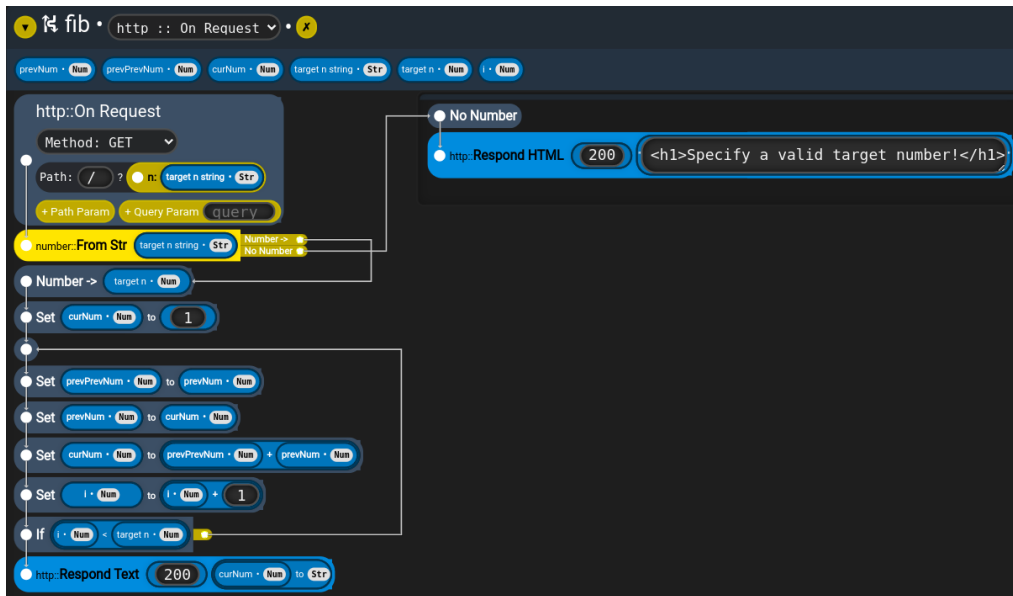 ▾ fib • http :: On Request • ✗
prevNum · Num prevPrevNum · Num curNum · Num target n string · Str target n · Num i · Num
http::On Request
Method: GET
Path: / ? n: target n string · Str
+ Path Param + Query Param query
number::From Str target n string · Str Number -> No Number
Number -> target n · Num
Set curNum · Num to 1
Set prevPrevNum · Num to prevNum · Num
Set prevNum · Num to curNum · Num
Set curNum · Num to prevPrevNum · Num + prevNum · Num
Set i · Num to i · Num + 1
If i · Num < target n · Num
http::Respond Text 200 curNum · Num to Str
No Number
http::Respond HTML 200 <h1>Specify a valid target number!</h1>